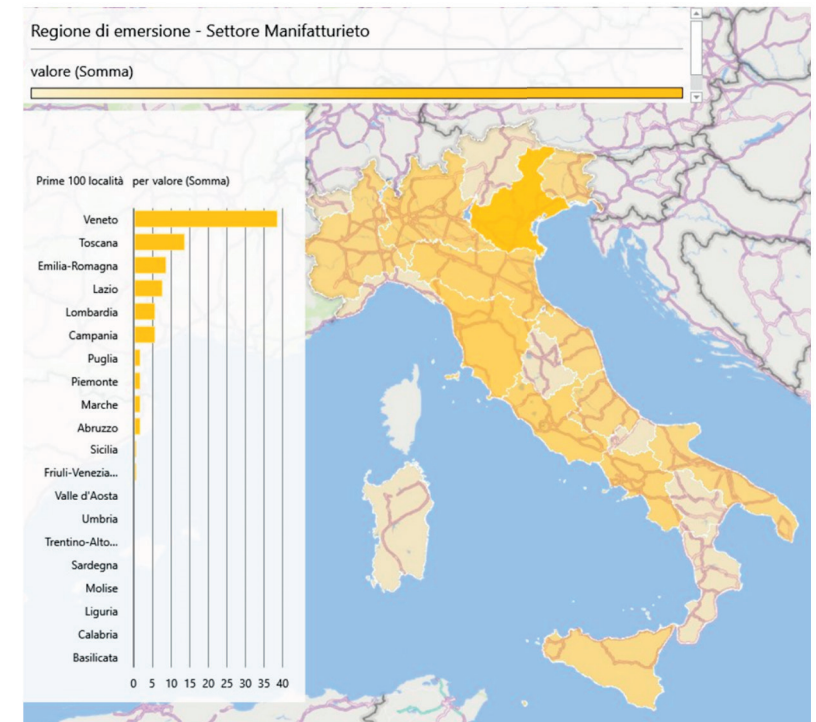 Regione di emersione - Settore Manifatturieto
valore (Somma)
Prime 100 località per valore (Somma)
Veneto
Toscana
Emilia-Romagna
Lazio
Lombardia
Campania
Puglia
Piemonte
Marche
Abruzzo
Sicilia
Friuli-Venezia...
Valle d'Aosta
Umbria
Trentino-Alto...
Sardegna
Molise
Liguria
Calabria
Basilicata
0 5 10 15 20 25 30 35 40